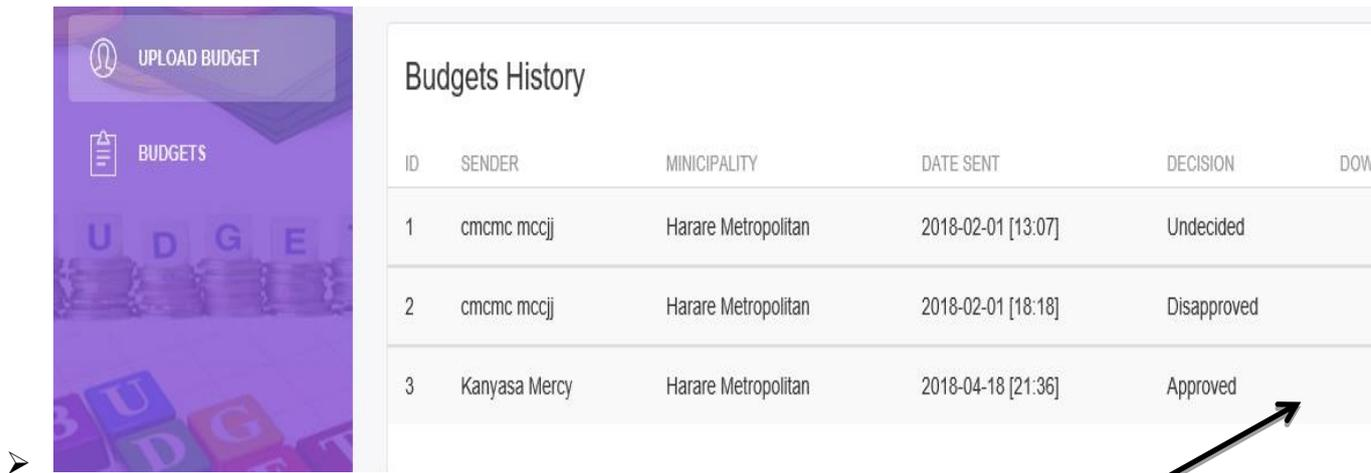 UPLOAD BUDGET
BUDGETS
U D G E
B U D G E T
Budgets History
ID SENDER MINICIPALITY DATE SENT DECISION DOW
1 cmcmc mccjj Harare Metropolitan 2018-02-01 [13:07] Undecided
2 cmcmc mccjj Harare Metropolitan 2018-02-01 [18:18] Disapproved
3 Kanyasa Mercy Harare Metropolitan 2018-04-18 [21:36] Approved